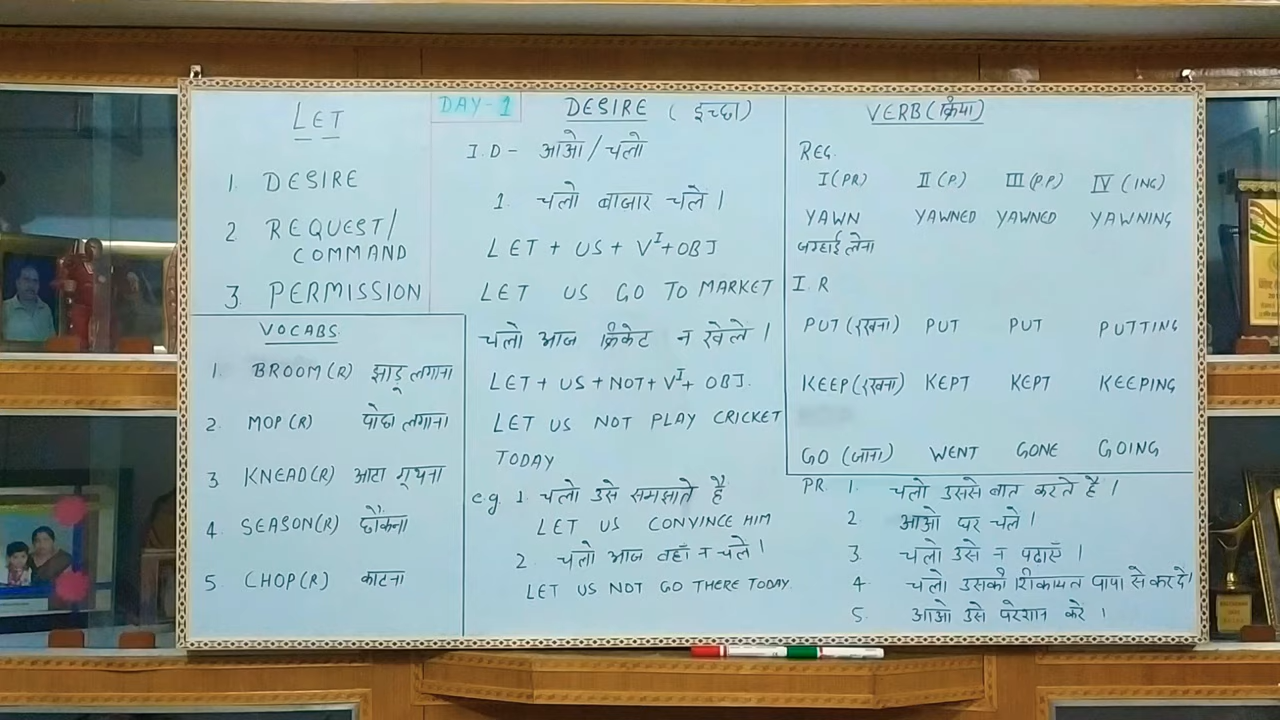 LET
1. DESIRE
2 REQUEST/
COMMAND
3. PERMISSION
VOCABS.
1. BROOM(R) झाड़ू लगाना
2. MOP(R) पोछा लगाना
3 KNEAD(R) आटा गूथना
4. SEASON(R) छौंकना
5 CHOP(R) काटना
DAY-1
DESIRE (इच्छा)
I.D - आओ/चलो
1. चलो बाजार चले।
LET + US + V^I + OBJ
LET US GO TO MARKET
चलो आज क्रिकेट न खेले।
LET + US + NOT + V^I + OBJ.
LET US NOT PLAY CRICKET
TODAY
eg 1. चलो उसे समझाते है
LET US CONVINCE HIM
2. चलो आज वहाँ न चले।
LET US NOT GO THERE TODAY
VERB (क्रिया)
REG.
I(PR) II(P.) III(P.P) IV(ING)
YAWN YAWNED YAWNED YAWNING
जम्हाई लेना
I.R
PUT (रखना) PUT PUT PUTTING
KEEP (रखना) KEPT KEPT KEEPING
GO (जाना) WENT GONE GOING
PR. 1. चलो उससे बात करते है।
2. आओ घर चले।
3. चलो उसे न पढाएँ।
4. चलो उसकी शिकायत पापा से कर दे।
5. आओ उसे परेशान करे।